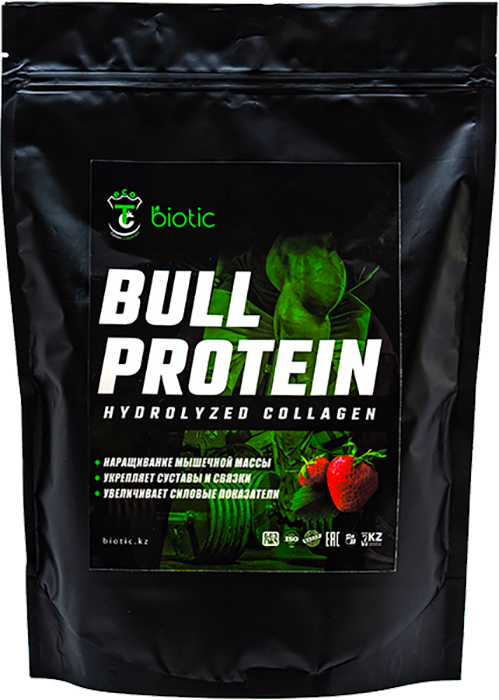 eco
biotic
BULL
PROTEIN
HYDROLYZED COLLAGEN
• НАРАЩИВАНИЕ МЫШЕЧНОЙ МАССЫ
• УКРЕПЛЯЕТ СУСТАВЫ И СВЯЗКИ
• УВЕЛИЧИВАЕТ СИЛОВЫЕ ПОКАЗАТЕЛИ
biotic.kz
ISO
EAC
KZ